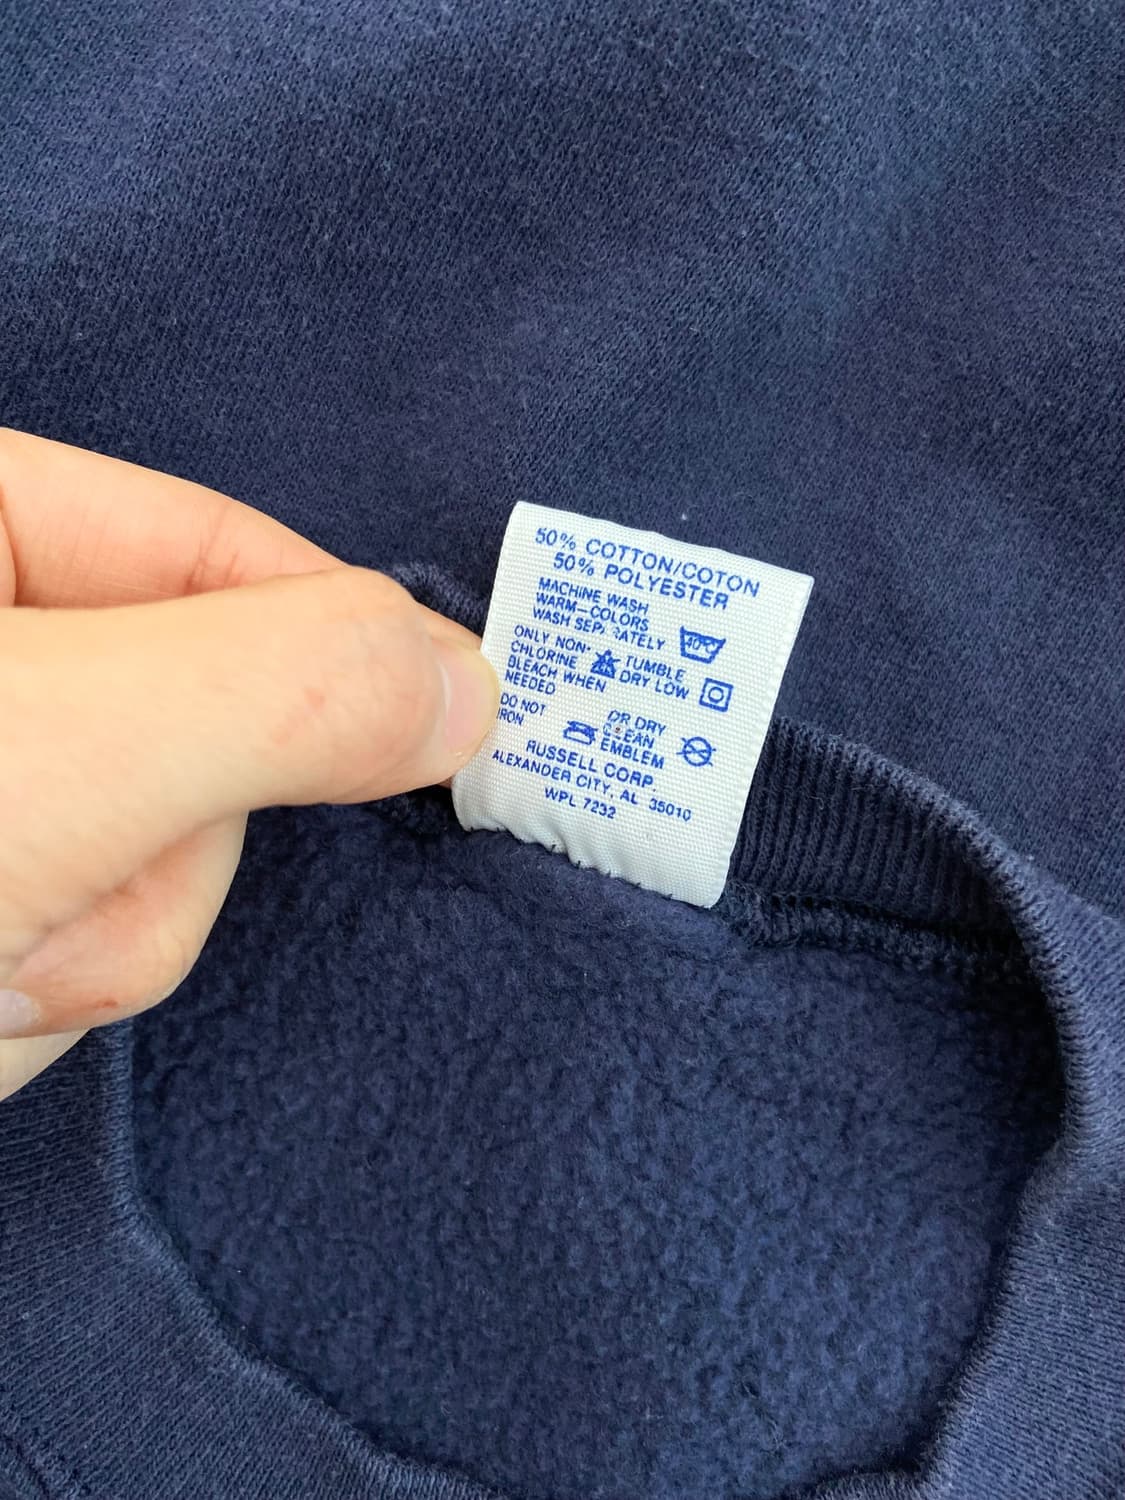 50% COTTON/COTON
50% POLYESTER
MACHINE WASH
WARM-COLORS
WASH SEPARATELY
40°C
ONLY NON-
CHLORINE
BLEACH WHEN
NEEDED
TUMBLE
DRY LOW
DO NOT
IRON
OR DRY
CLEAN
EMBLEM
RUSSELL CORP.
ALEXANDER CITY, AL 35010
WPL 7232